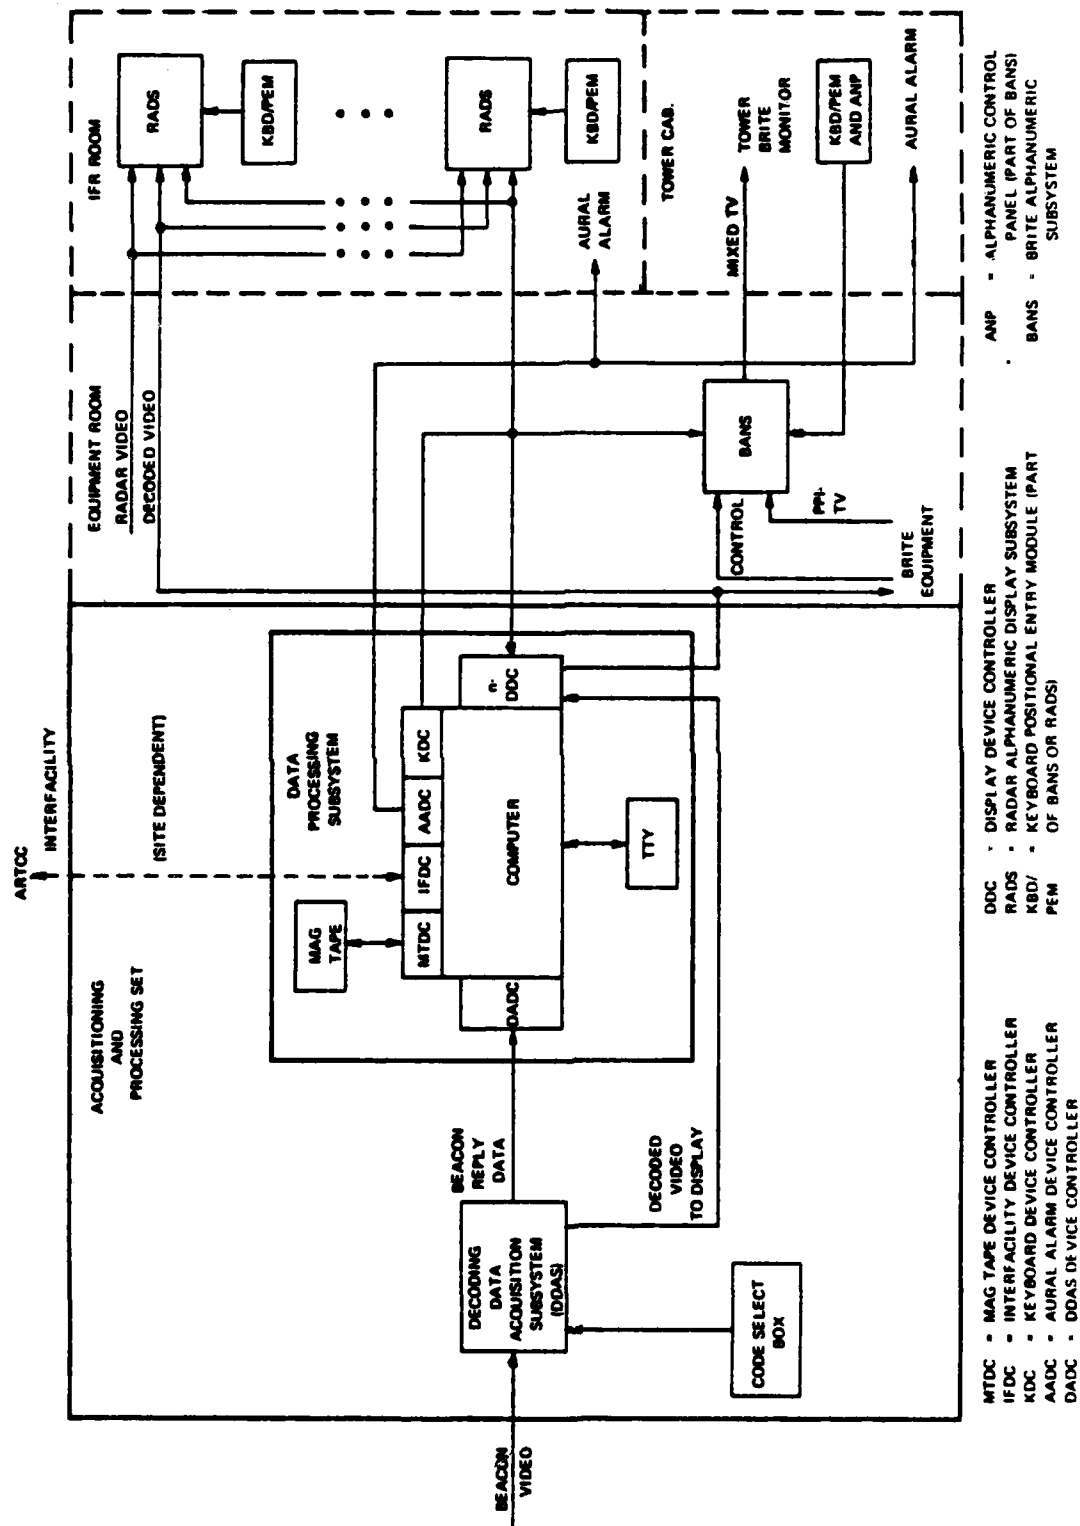 ARTCC
INTERFACILITY
(SITE DEPENDENT)
ACQUISITIONING
AND
PROCESSING SET
EQUIPMENT ROOM
RADAR VIDEO
DECODED VIDEO
IFR ROOM
RADS
KBD/PEM
RADS
KBD/PEM
AURAL
ALARM
TOWER CAB.
DATA
PROCESSING
SUBSYSTEM
MAG
TAPE
MTDC
IFDC
AADC
KDC
DADC
COMPUTER
n-
DDC
TTY
BEACON
VIDEO
DECODING
DATA
ACQUISITION
SUBSYSTEM
(DDAS)
BEACON
REPLY
DATA
DECODED
VIDEO
TO DISPLAY
CODE SELECT
BOX
CONTROL
PPI-
TV
BRITE
EQUIPMENT
BANS
MIXED TV
TOWER
BRITE
MONITOR
KBD/PEM
AND ANP
AURAL ALARM
MTDC = MAG TAPE DEVICE CONTROLLER
IFDC = INTERFACILITY DEVICE CONTROLLER
KDC = KEYBOARD DEVICE CONTROLLER
AADC = AURAL ALARM DEVICE CONTROLLER
DADC = DDAS DEVICE CONTROLLER
DDC - DISPLAY DEVICE CONTROLLER
RADS = RADAR ALPHANUMERIC DISPLAY SUBSYSTEM
KBD/ = KEYBOARD POSITIONAL ENTRY MODULE (PART
PEM OF BANS OR RADS)
ANP = ALPHANUMERIC CONTROL
PANEL (PART OF BANS)
BANS - BRITE ALPHANUMERIC
SUBSYSTEM